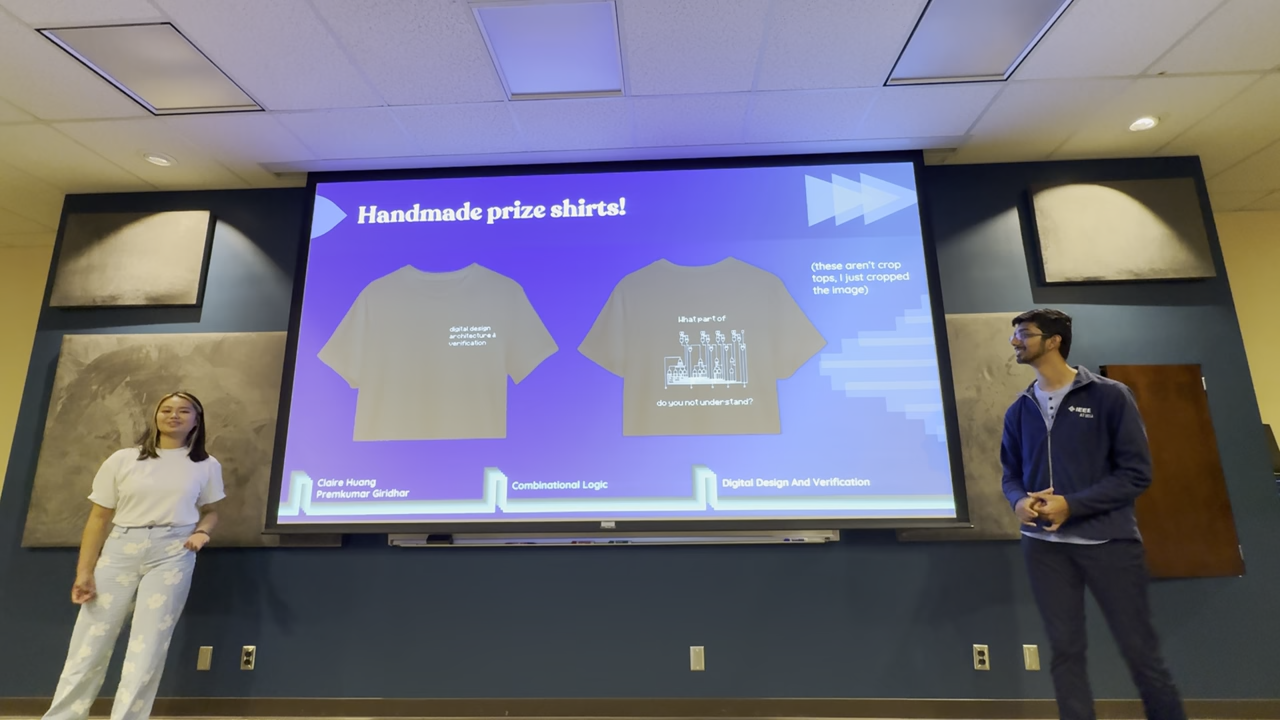 Handmade prize shirts!
(these aren't crop
tops, i just cropped
the image)
digital design
architecture &
verification
What part of
do you not understand?
Claire Huang
Premkumar Giridhar
Combinational Logic
Digital Design And Verification
IEEE